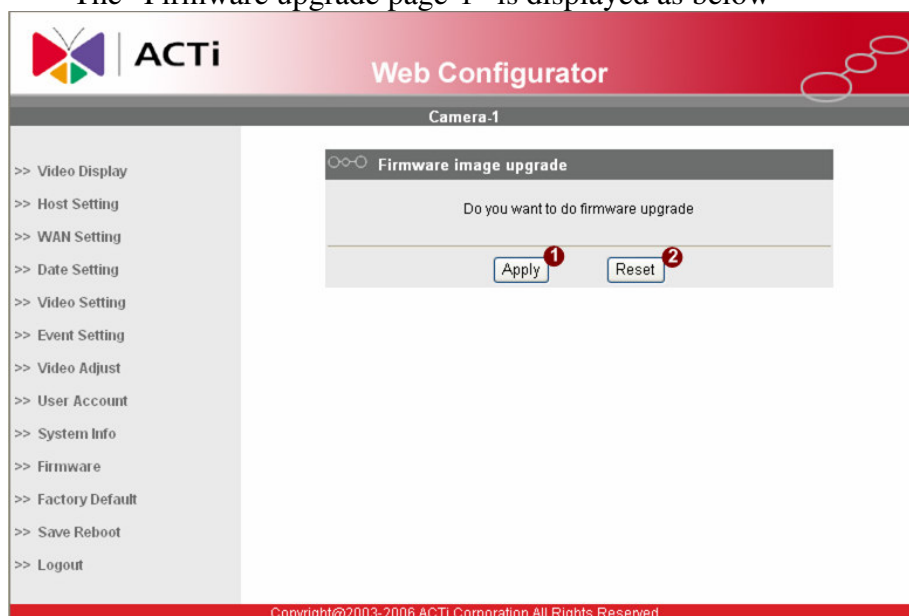 The "Firmware upgrade page 1" is displayed as below
ACTi
Web Configurator
Camera-1
>> Video Display
>> Host Setting
>> WAN Setting
>> Date Setting
>> Video Setting
>> Event Setting
>> Video Adjust
>> User Account
>> System Info
>> Firmware
>> Factory Default
>> Save Reboot
>> Logout
Firmware image upgrade
Do you want to do firmware upgrade
Apply 1 Reset 2
Copyright@2003-2006 ACTi Corporation All Rights Reserved